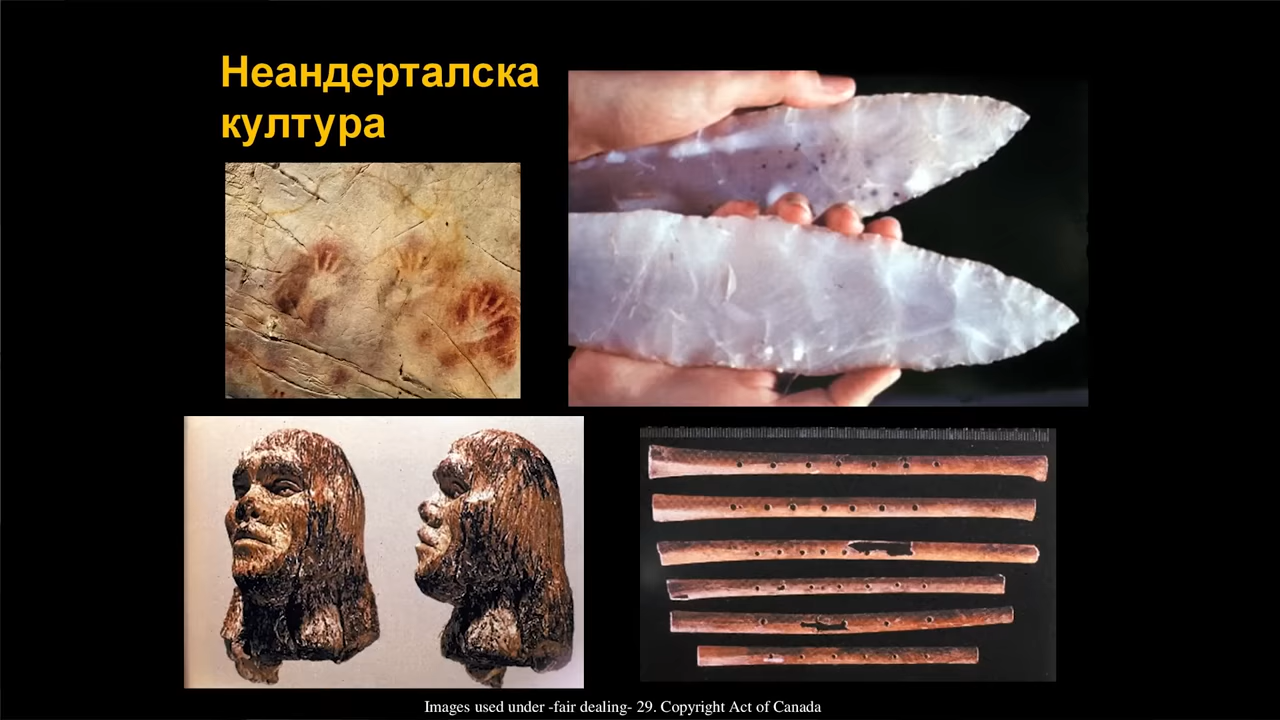 Неандерталска
култура
Images used under -fair dealing- 29. Copyright Act of Canada